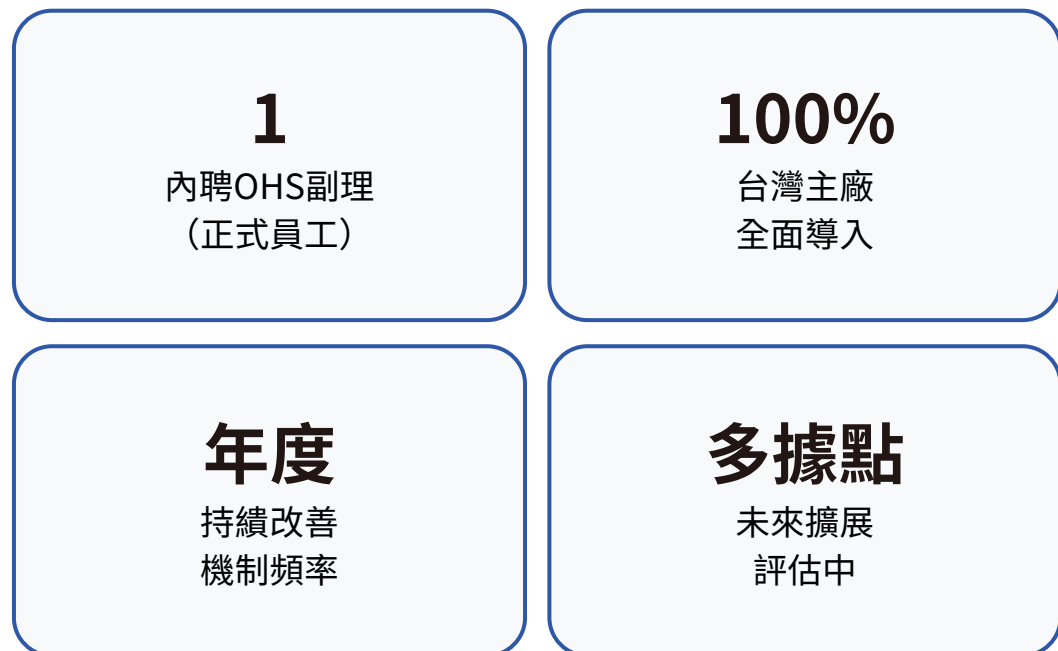 1
內聘OHS副理
（正式員工）
100%
台灣主廠
全面導入
年度
持續改善
機制頻率
多據點
未來擴展
評估中